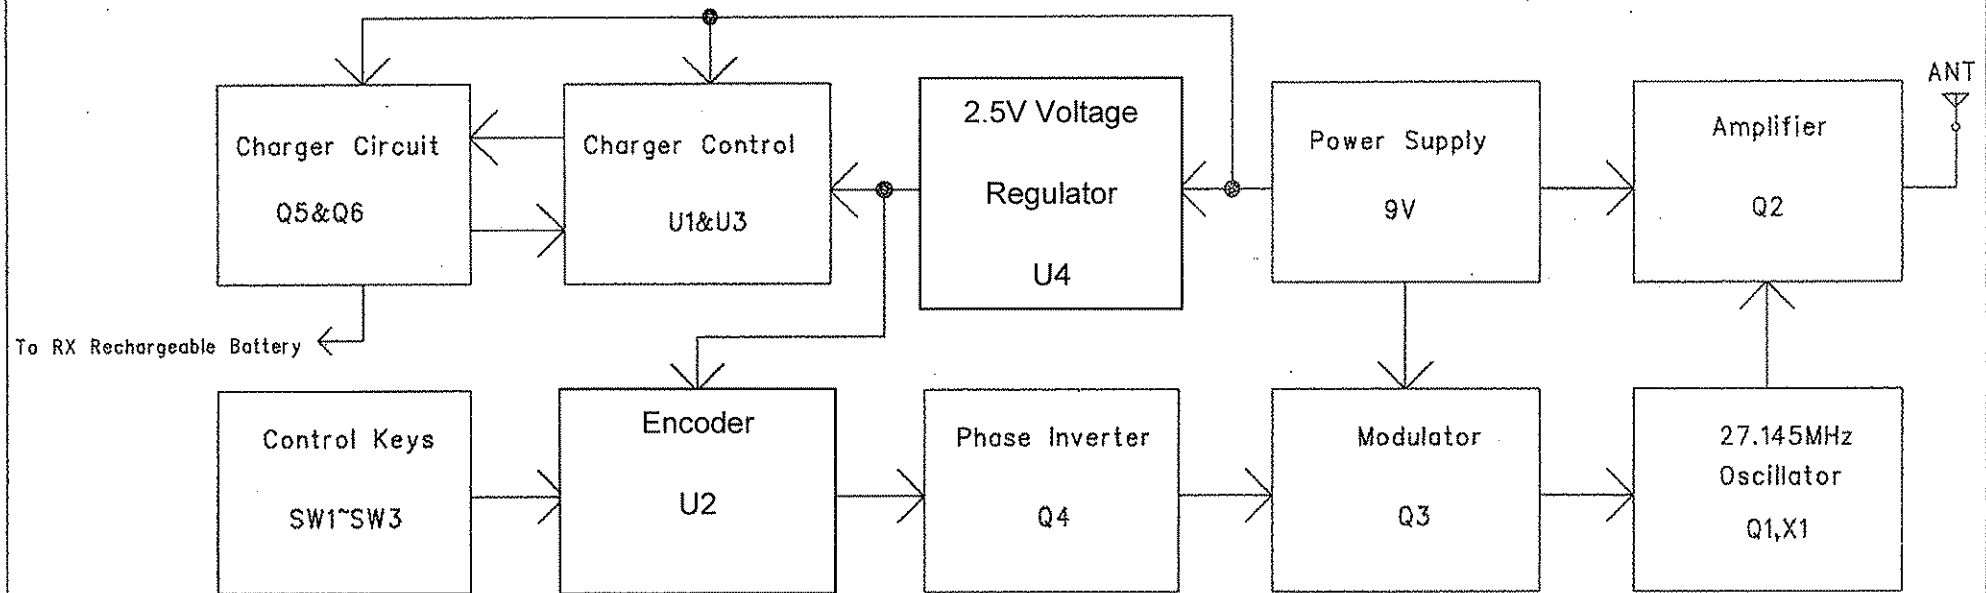 ANT
Charger Circuit
Q5&Q6
Charger Control
U1&U3
2.5V Voltage
Regulator
U4
Power Supply
9V
Amplifier
Q2
To RX Rechargeable Battery
Control Keys
SW1~SW3
Encoder
U2
Phase Inverter
Q4
Modulator
Q3
27.145MHz
Oscillator
Q1,X1